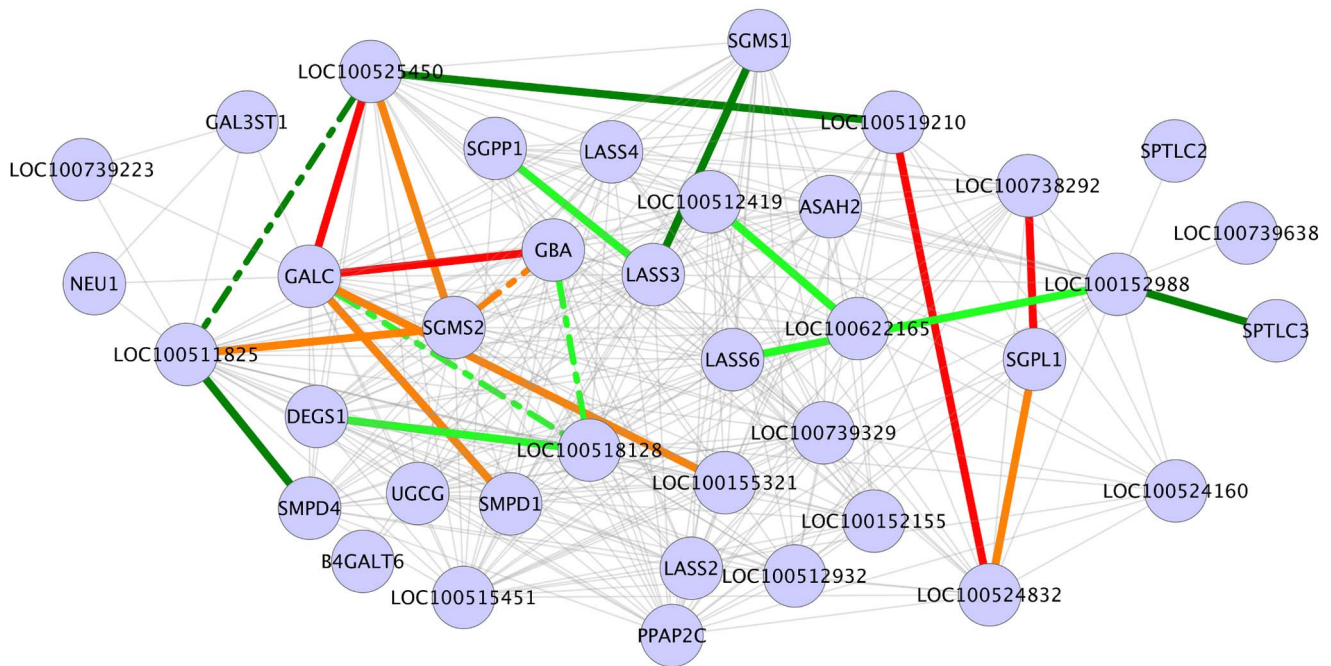 SGMS1
LOC100525450
GAL3ST1
LOC100519210
SGPP1
LASS4
SPTLC2
LOC100739223
LOC100738292
LOC100512419
ASAH2
LOC100739638
GBA
GALC
LASS3
NEU1
LOC100152988
SGMS2
LOC100622165
SPTLC3
LOC100511825
LASS6
SGPL1
DEGS1
LOC100739329
LOC100518128
LOC100155321
UGCG
LOC100524160
SMPD4
SMPD1
LOC100152155
B4GALT6
LASS2
LOC100512932
LOC100515451
LOC100524832
PPAP2C